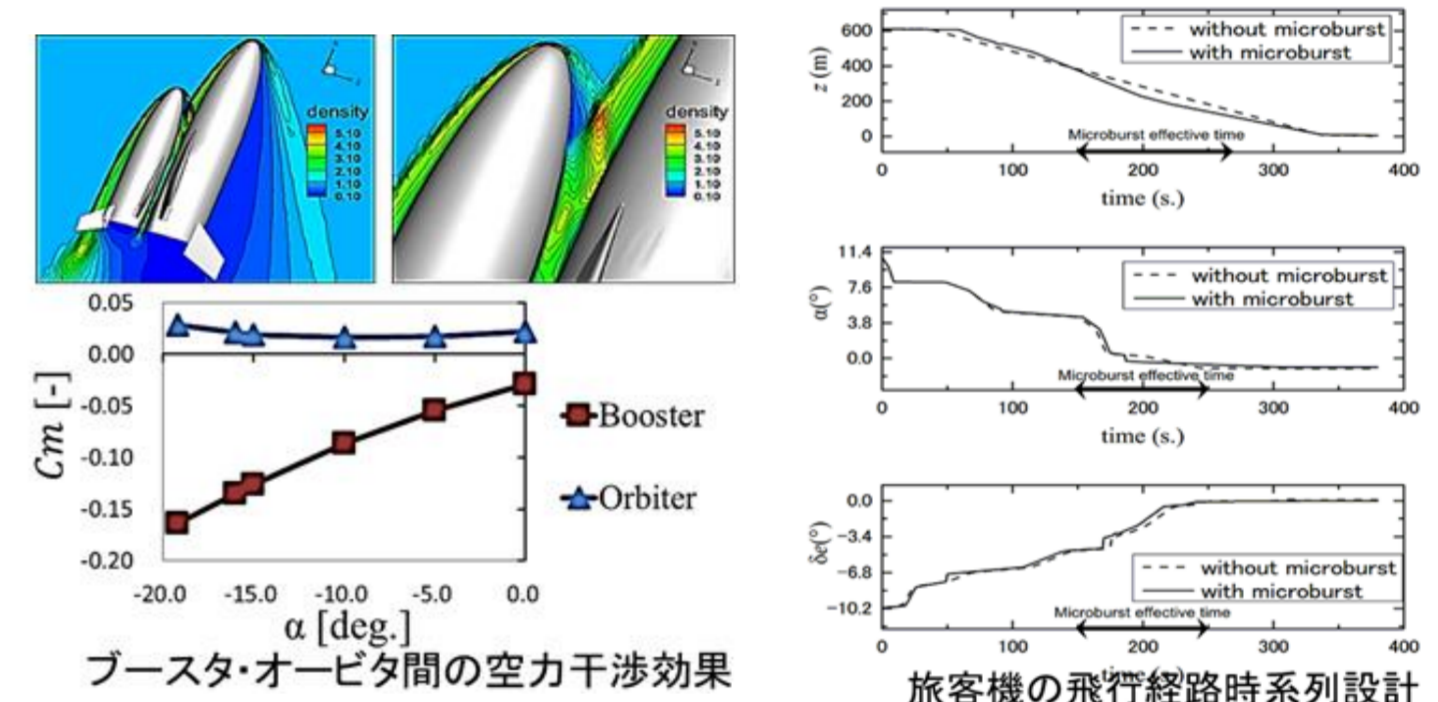 density
5.10
4.10
3.10
2.10
1.10
0.10
density
5.10
4.10
3.10
2.10
1.10
0.10
0.05
0.00
-0.05
-0.10
-0.15
-0.20
Cm [-]
-20.0 -15.0 -10.0 -5.0 0.0
α [deg.]
Booster
Orbiter
ブースタ・オービタ間の空力干渉効果
600
400
200
0
z (m)
without microburst
with microburst
Microburst effective time
0 100 200 300 400
time (s.)
11.4
7.6
3.8
0.0
α(°)
without microburst
with microburst
Microburst effective time
0 100 200 300 400
time (s.)
0.0
-3.4
-6.8
-10.2
δe(°)
without microburst
with microburst
Microburst effective time
0 100 200 300 400
time (s.)
旅客機の飛行経路時系列設計